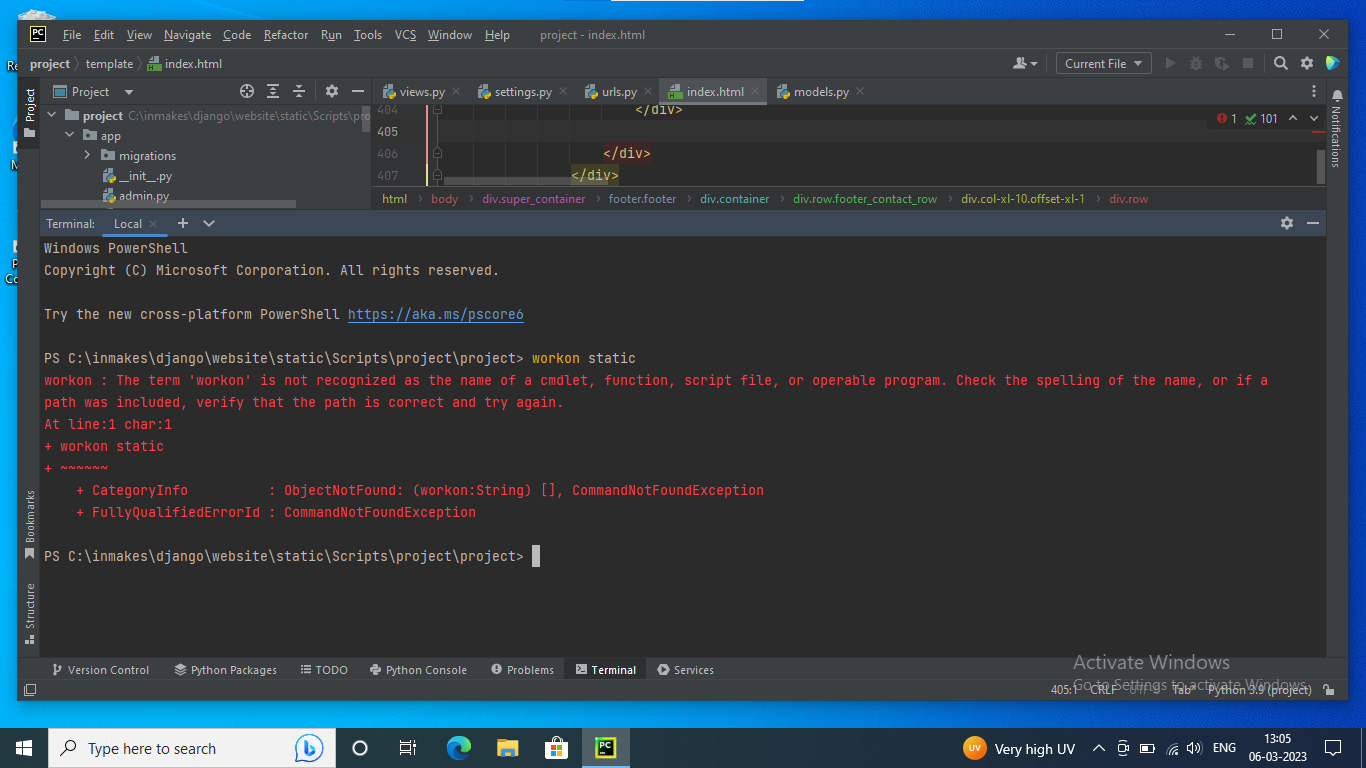 Re
PC
File Edit View Navigate Code Refactor Run Tools VCS Window Help project - index.html
project template index.html
Current File
Project
Project
views.py settings.py urls.py index.html models.py
Notifications
project C:\inmakes\django\website\static\Scripts\pro
app
migrations
__init__.py
admin.py
404 </div>
405
406 </div>
407 </div>
1 101
html body div.super_container footer.footer div.container div.row.footer_contact_row div.col-xl-10.offset-xl-1 div.row
Terminal: Local
Windows PowerShell
Copyright (C) Microsoft Corporation. All rights reserved.
Try the new cross-platform PowerShell https://aka.ms/pscore6
PS C:\inmakes\django\website\static\Scripts\project\project> workon static
workon : The term 'workon' is not recognized as the name of a cmdlet, function, script file, or operable program. Check the spelling of the name, or if a
path was included, verify that the path is correct and try again.
At line:1 char:1
+ workon static
+ ~~~~~~
+ CategoryInfo : ObjectNotFound: (workon:String) [], CommandNotFoundException
+ FullyQualifiedErrorId : CommandNotFoundException
PS C:\inmakes\django\website\static\Scripts\project\project>
Bookmarks
Structure
Version Control Python Packages TODO Python Console Problems Terminal Services
Activate Windows
Go to Settings to activate Windows.
405:1 CRLF UTF-8 Tab* Python 3.9 (project)
Type here to search
PC
UV Very high UV
ENG
13:05
06-03-2023